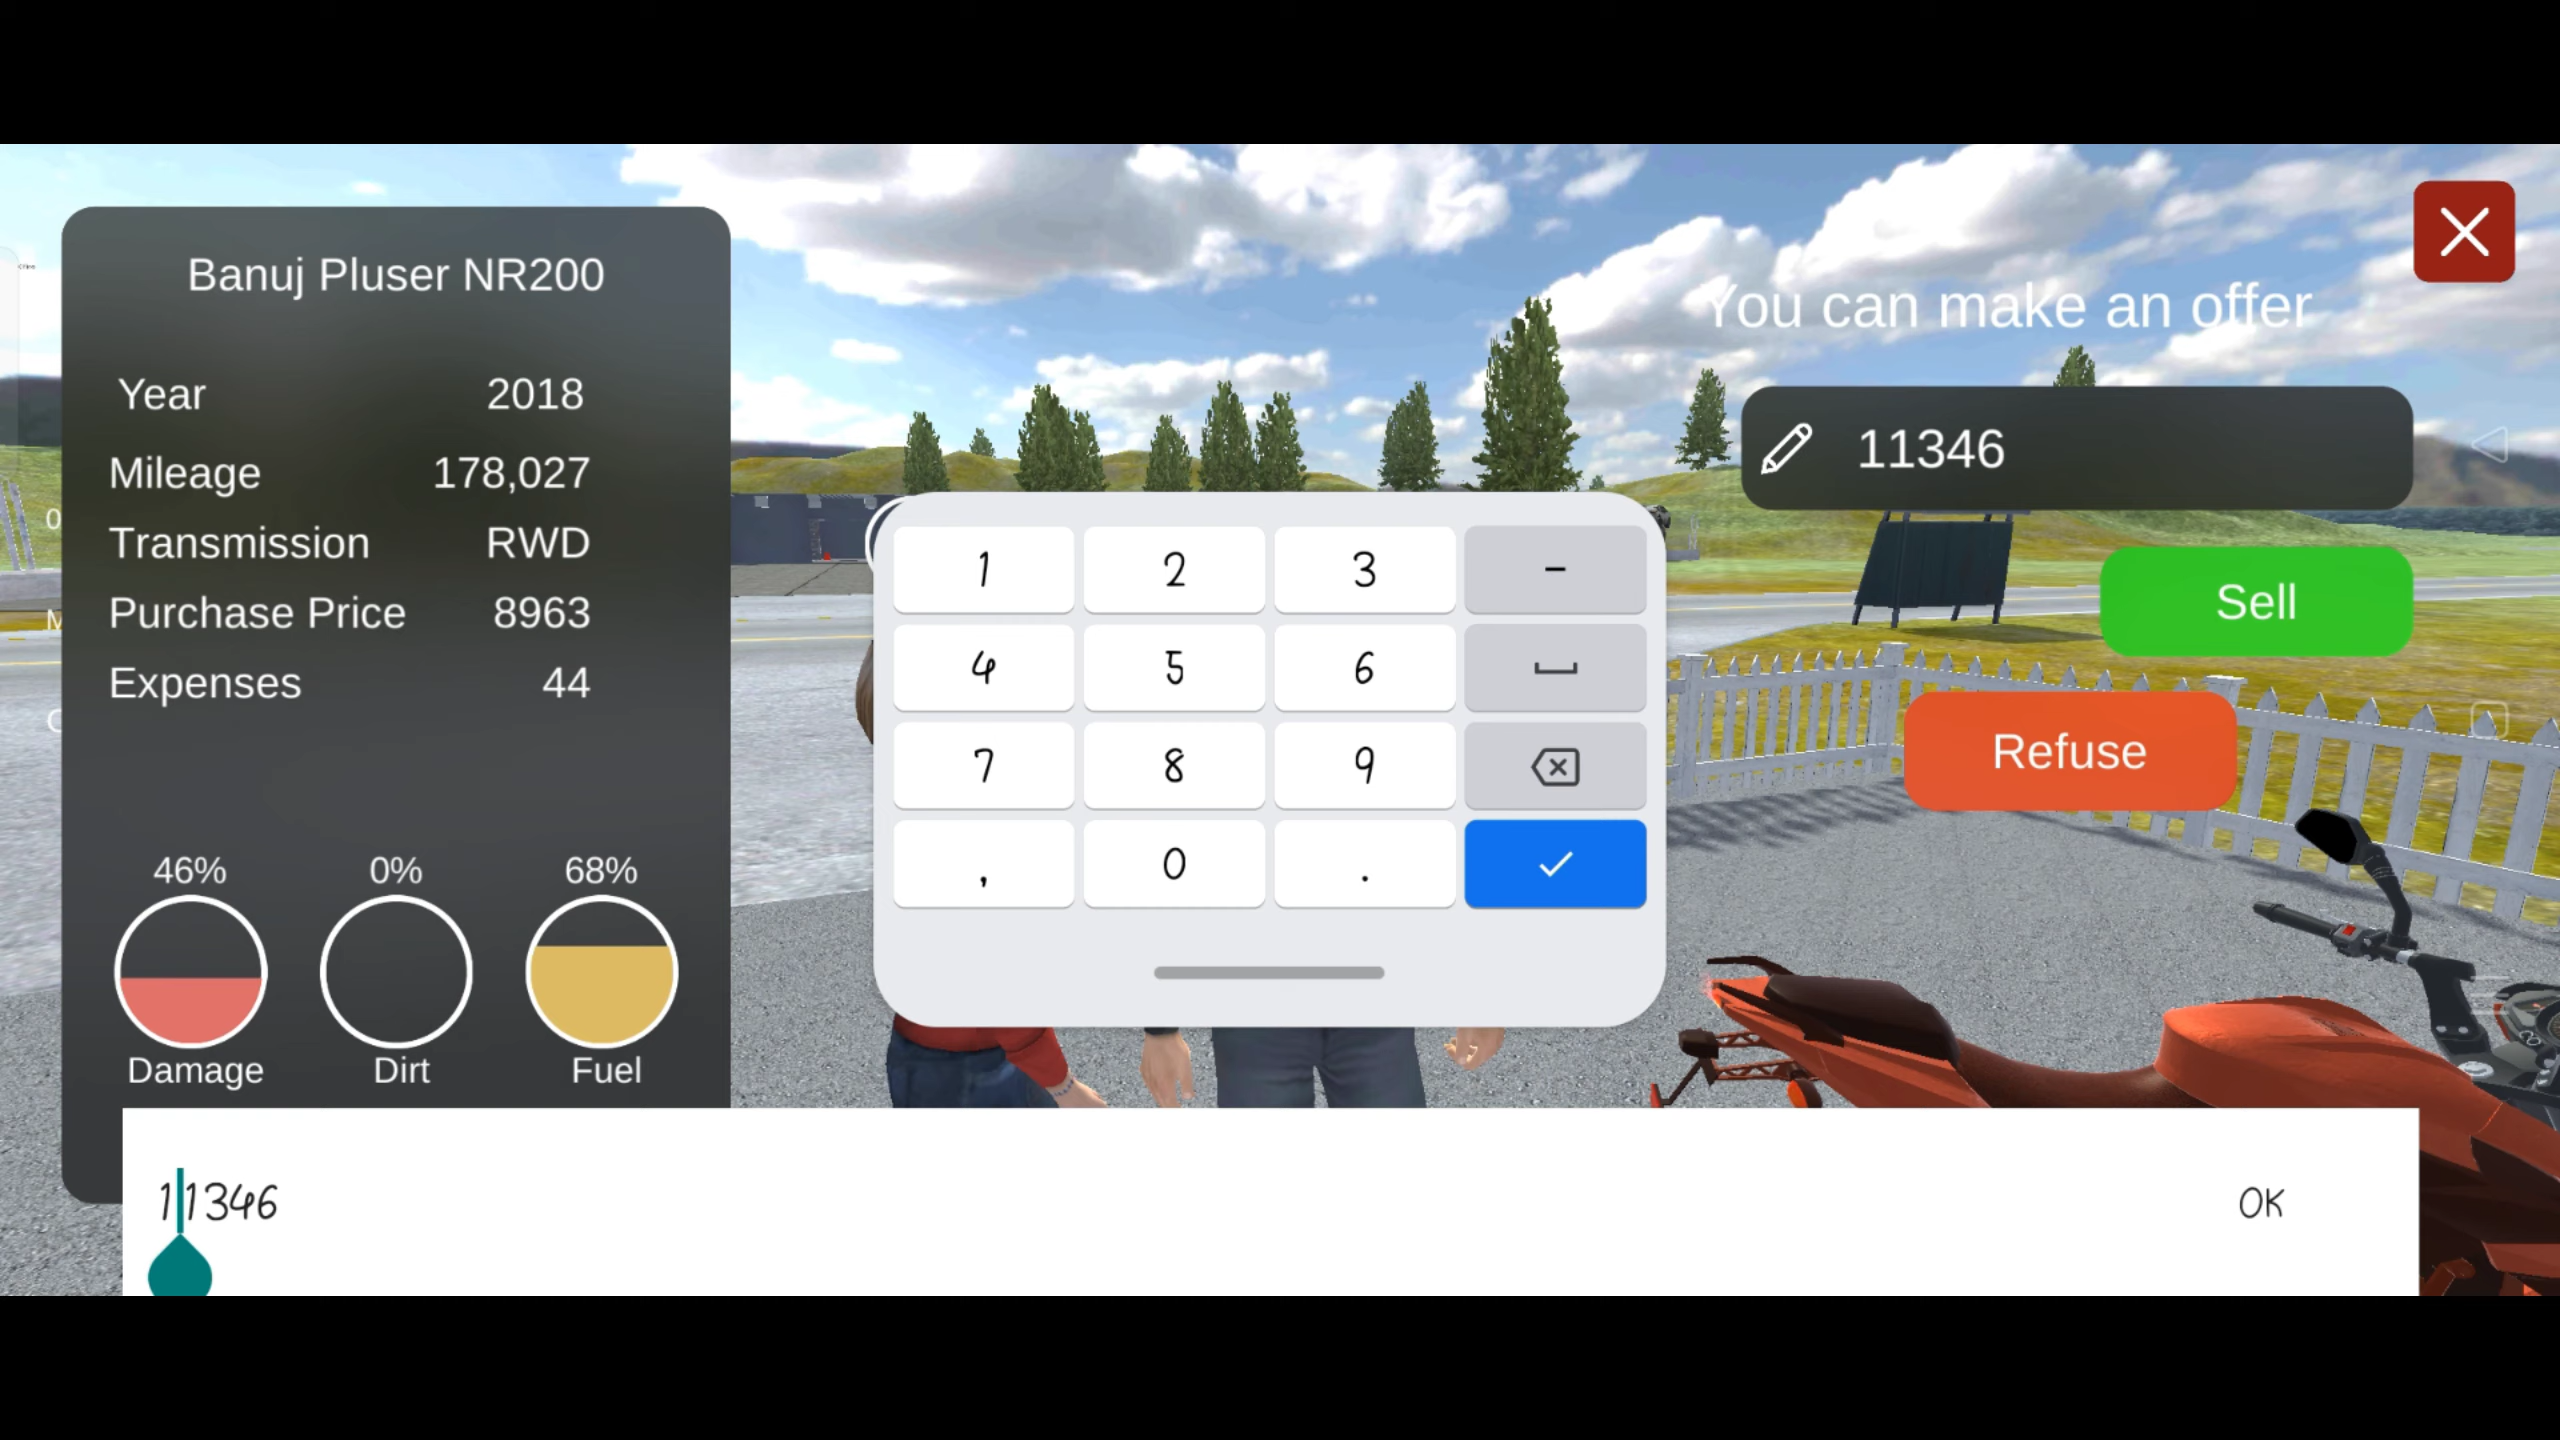 Banuj Pluser NR200
Year 2018
Mileage 178,027
Transmission RWD
Purchase Price 8963
Expenses 44
46% 0% 68%
Damage Dirt Fuel
You can make an offer
11346
Sell
Refuse
1 2 3 -
4 5 6
7 8 9
, 0 .
11346
OK